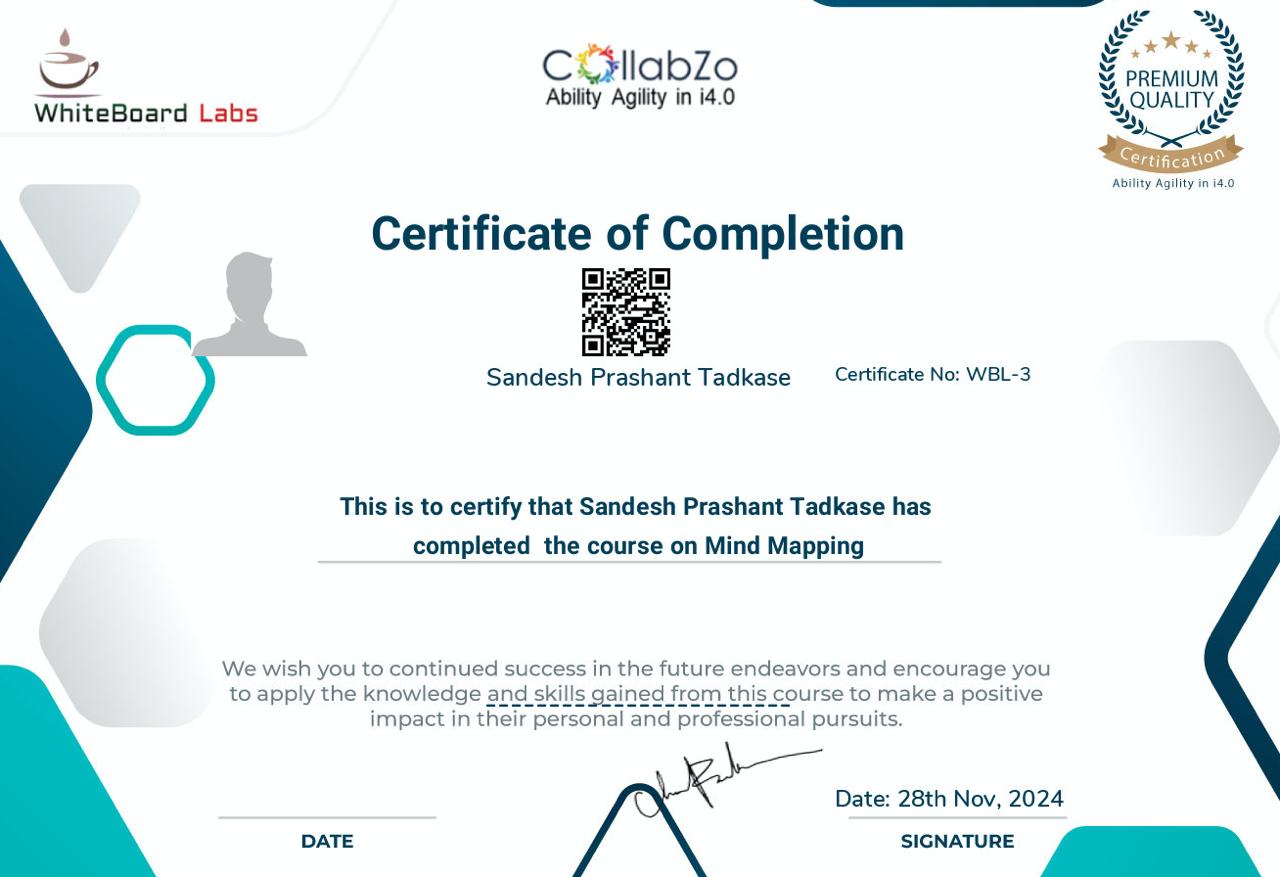 WhiteBoard Labs
CollabZo
Ability Agility in i4.0
PREMIUM
QUALITY
Certification
Ability Agility in i4.0
Certificate of Completion
Sandesh Prashant Tadkase
Certificate No: WBL-3
This is to certify that Sandesh Prashant Tadkase has
completed  the course on Mind Mapping
We wish you to continued success in the future endeavors and encourage you
to apply the knowledge and skills gained from this course to make a positive
impact in their personal and professional pursuits.
Date: 28th Nov, 2024
DATE
SIGNATURE